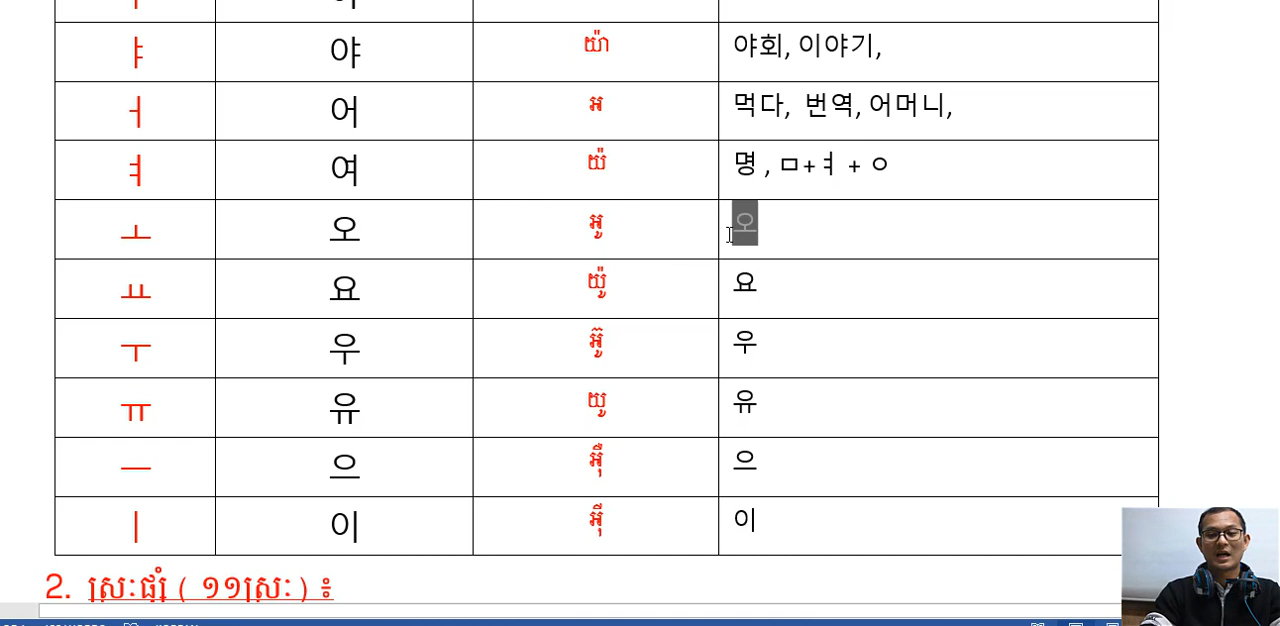 ㅑ 야 យ៉ា 야회, 이야기,
ㅓ 어 អ 먹다, 번역, 어머니,
ㅕ 여 យ៉ 명 , ㅁ+ㅕ + ㅇ
ㅗ 오 អូ 오
ㅛ 요 យ៉ូ 요
ㅜ 우 អ៊ូ 우
ㅠ 유 យូ 유
ㅡ 으 អ៊ឺ 으
ㅣ 이 អ៊ី 이
2. ស្រៈផ្សំ ( ១១ស្រៈ ) ៖